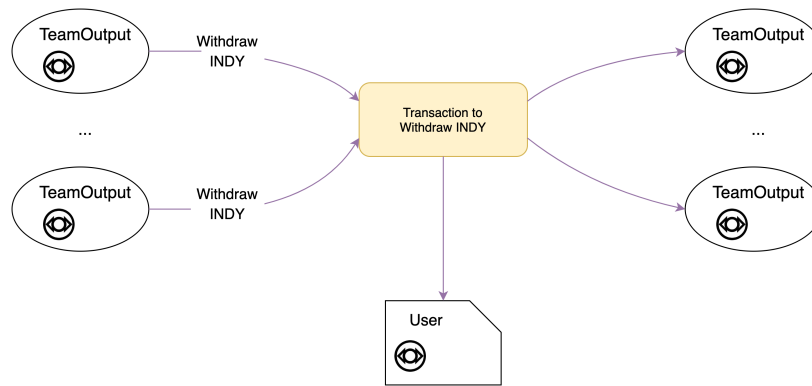 TeamOutput
Withdraw
INDY
TeamOutput
...
Transaction to
Withdraw INDY
...
TeamOutput
Withdraw
INDY
TeamOutput
User